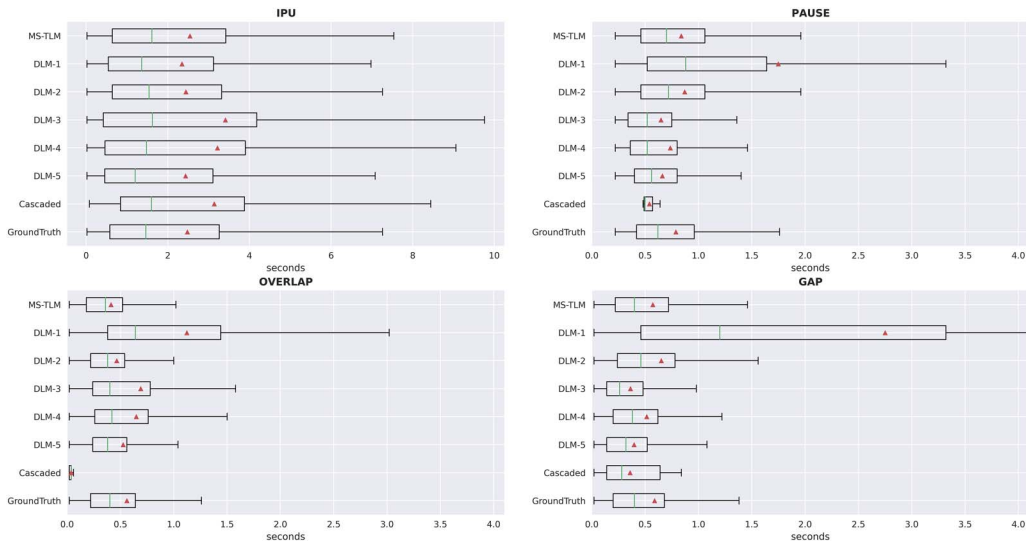 IPU
MS-TLM
DLM-1
DLM-2
DLM-3
DLM-4
DLM-5
Cascaded
GroundTruth
0 2 4 6 8 10
seconds
PAUSE
MS-TLM
DLM-1
DLM-2
DLM-3
DLM-4
DLM-5
Cascaded
GroundTruth
0.0 0.5 1.0 1.5 2.0 2.5 3.0 3.5 4.0
seconds
OVERLAP
MS-TLM
DLM-1
DLM-2
DLM-3
DLM-4
DLM-5
Cascaded
GroundTruth
0.0 0.5 1.0 1.5 2.0 2.5 3.0 3.5 4.0
seconds
GAP
MS-TLM
DLM-1
DLM-2
DLM-3
DLM-4
DLM-5
Cascaded
GroundTruth
0.0 0.5 1.0 1.5 2.0 2.5 3.0 3.5 4.0
seconds